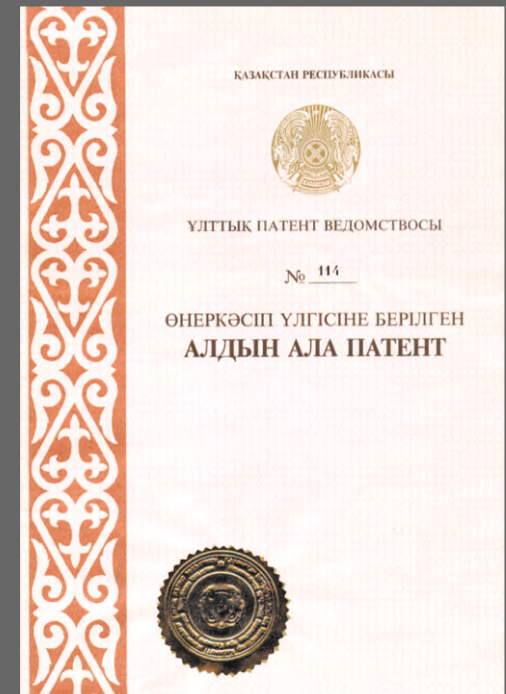 ҚАЗАҚСТАН РЕСПУБЛИКАСЫ
ҰЛТТЫҚ ПАТЕНТ ВЕДОМСТВОСЫ
№ 114
ӨНЕРКӘСІП ҮЛГІСІНЕ БЕРІЛГЕН
АЛДЫН АЛА ПАТЕНТ